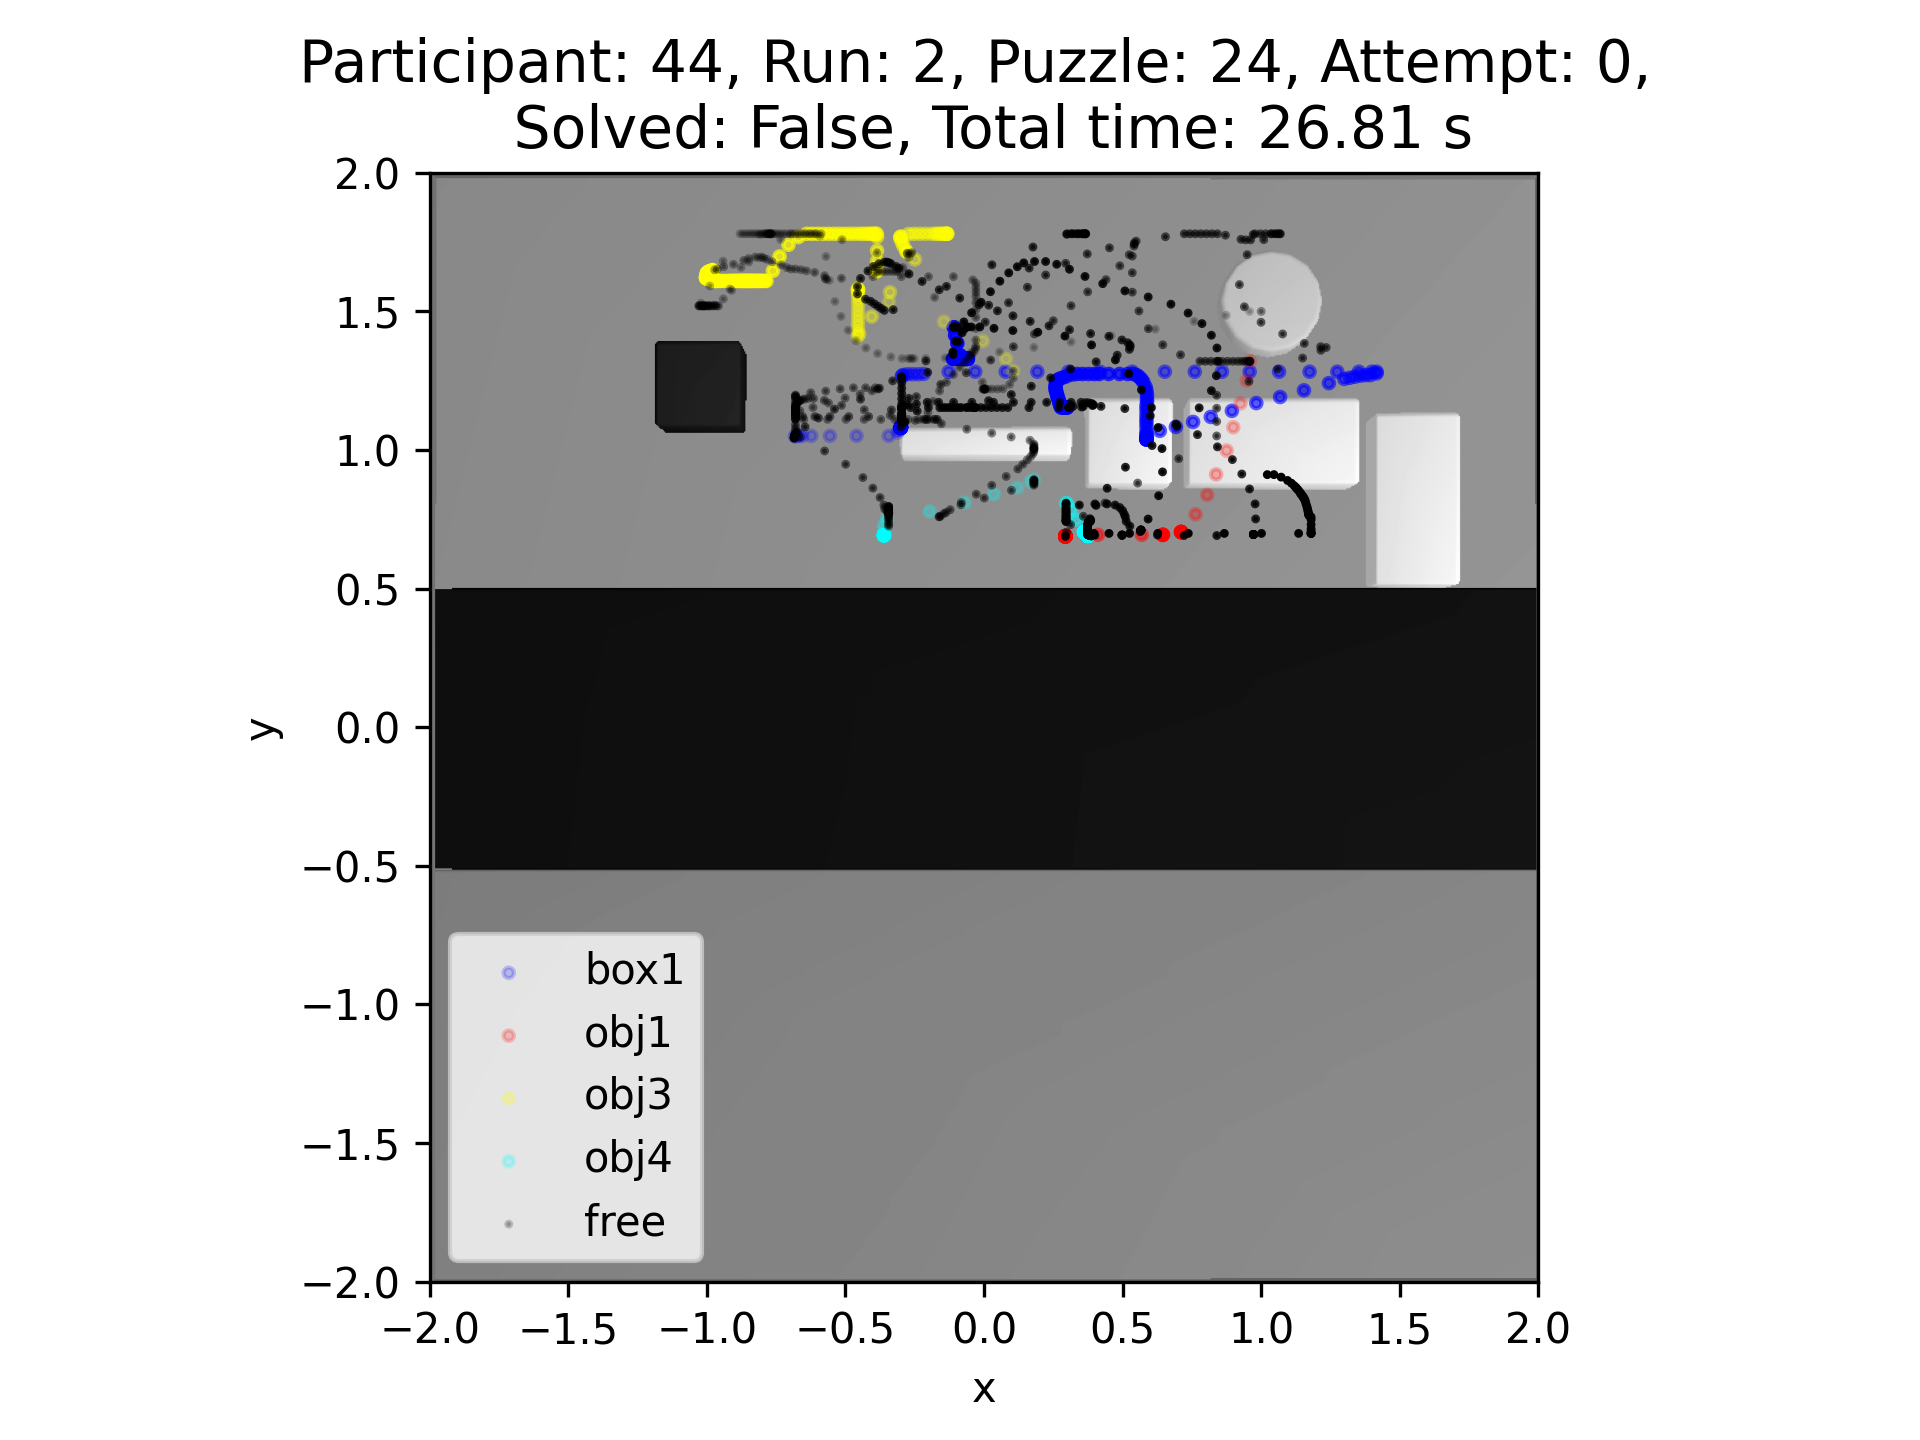 Participant: 44, Run: 2, Puzzle: 24, Attempt: 0,
Solved: False, Total time: 26.81 s
2.0
1.5
1.0
0.5
0.0
−0.5
−1.0
−1.5
−2.0
y
box1
obj1
obj3
obj4
free
−2.0 −1.5 −1.0 −0.5 0.0 0.5 1.0 1.5 2.0
x